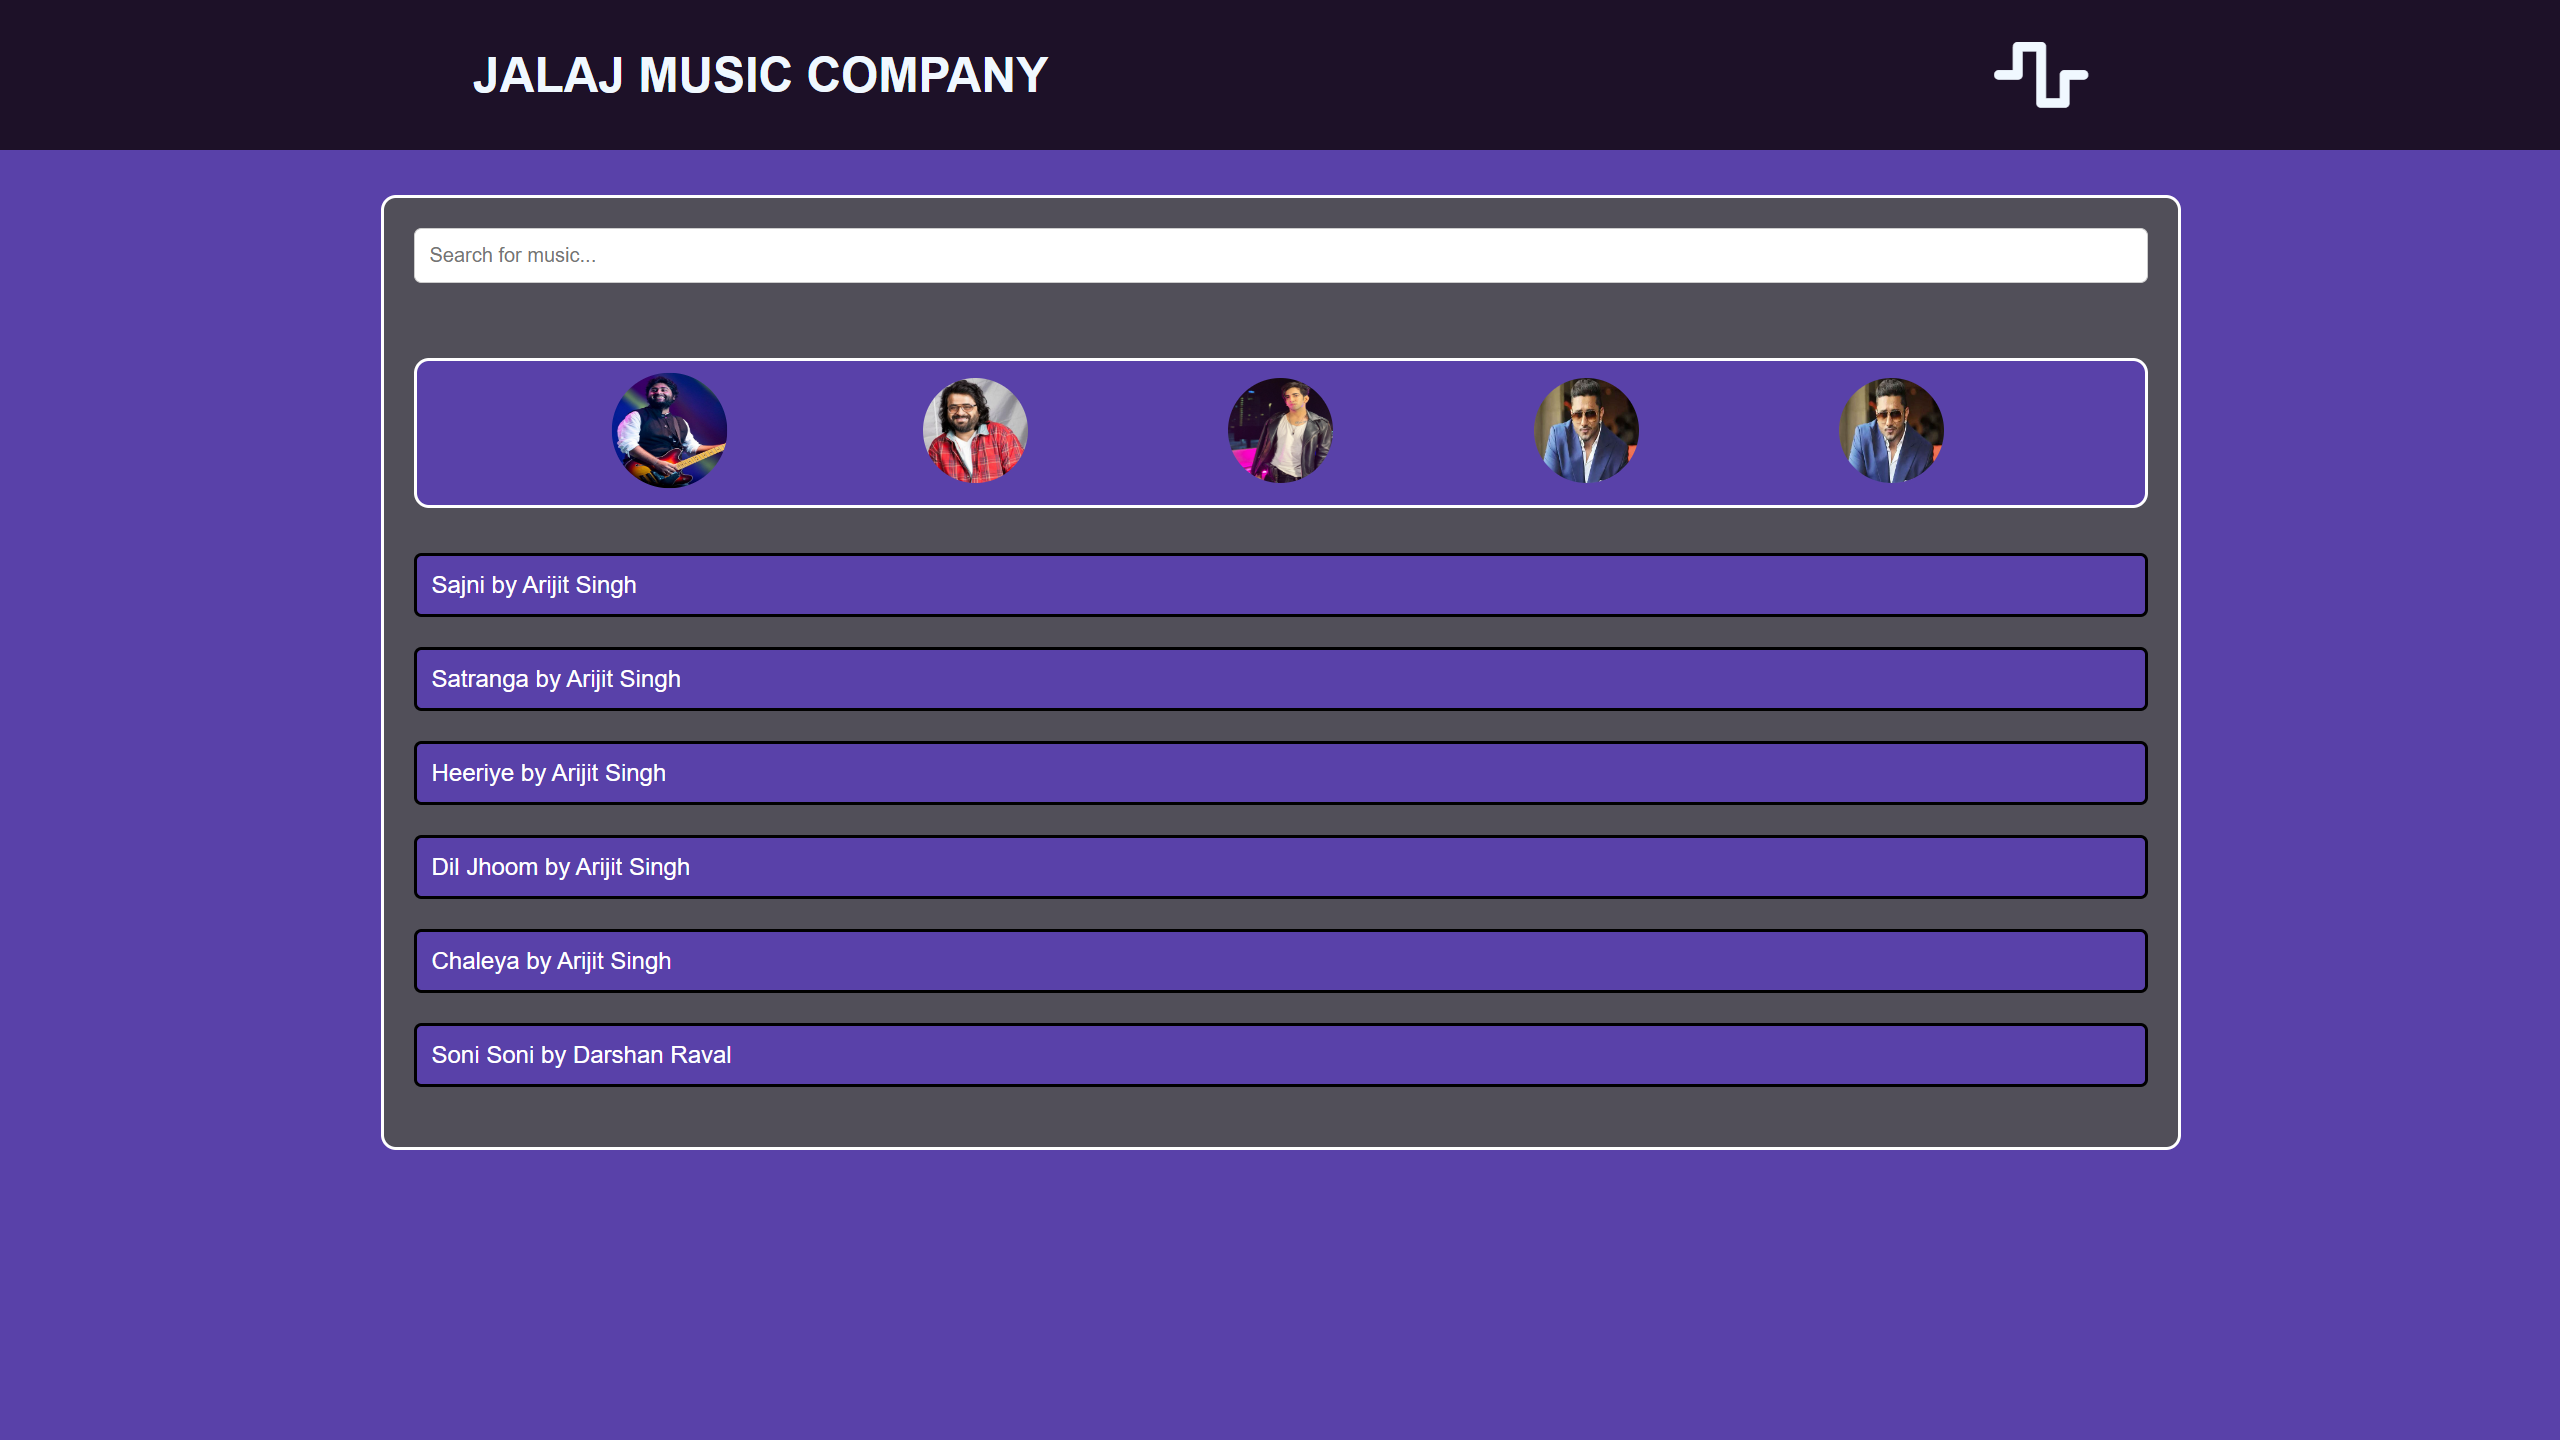 JALAJ MUSIC COMPANY
Search for music...
Sajni by Arijit Singh
Satranga by Arijit Singh
Heeriye by Arijit Singh
Dil Jhoom by Arijit Singh
Chaleya by Arijit Singh
Soni Soni by Darshan Raval